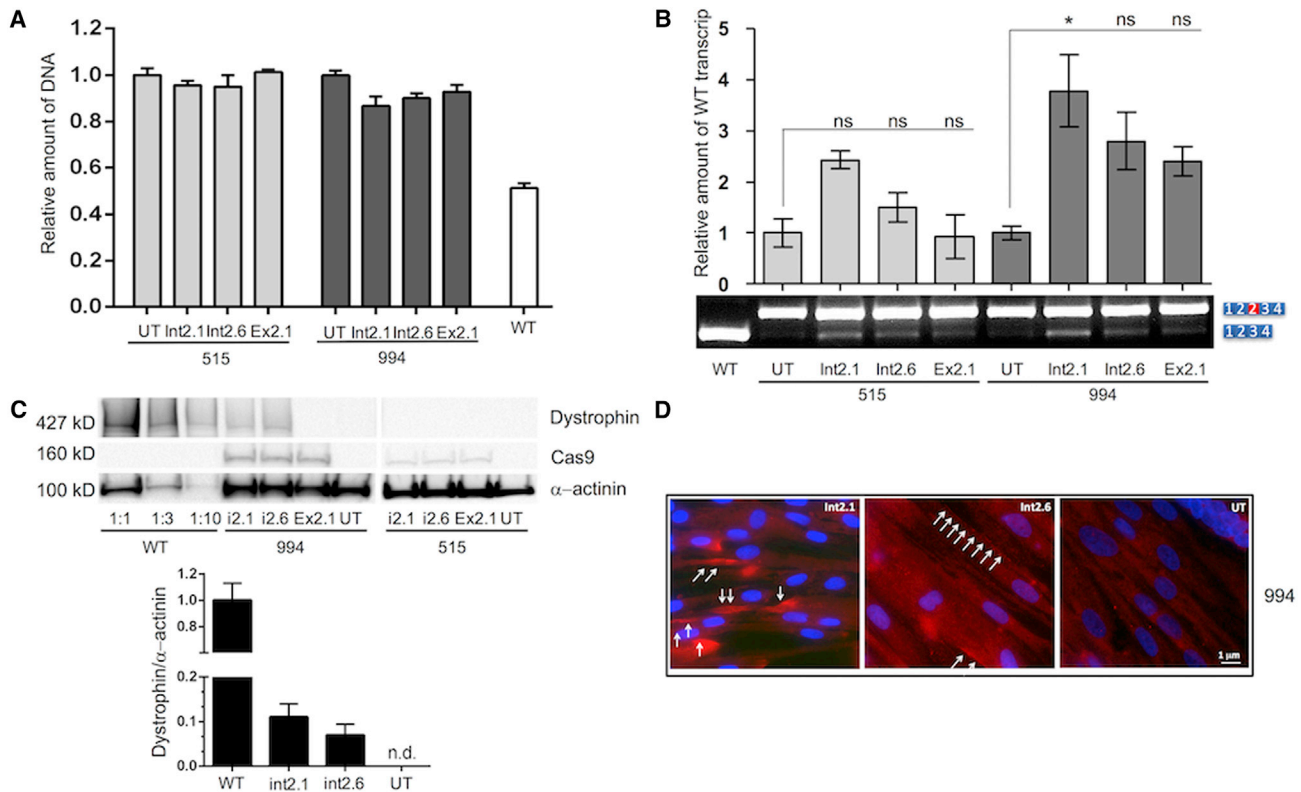 A
Relative amount of DNA
1.2
1.0
0.8
0.6
0.4
0.2
0.0
UT Int2.1 Int2.6 Ex2.1
UT Int2.1 Int2.6 Ex2.1
WT
515
994
B
Relative amount of WT transcrip
5
4
3
2
1
0
ns ns ns
* ns ns
1 2 2 3 4
1 2 3 4
WT UT Int2.1 Int2.6 Ex2.1 UT Int2.1 Int2.6 Ex2.1
515
994
C
427 kD
Dystrophin
160 kD
Cas9
100 kD
α–actinin
1:1 1:3 1:10 i2.1 i2.6 Ex2.1 UT i2.1 i2.6 Ex2.1 UT
WT 994 515
Dystrophin/α–actinin
1.2
1.0
0.8
0.2
0.1
0.0
n.d.
WT int2.1 int2.6 UT
D
Int2.1
Int2.6
UT
1 µm
994